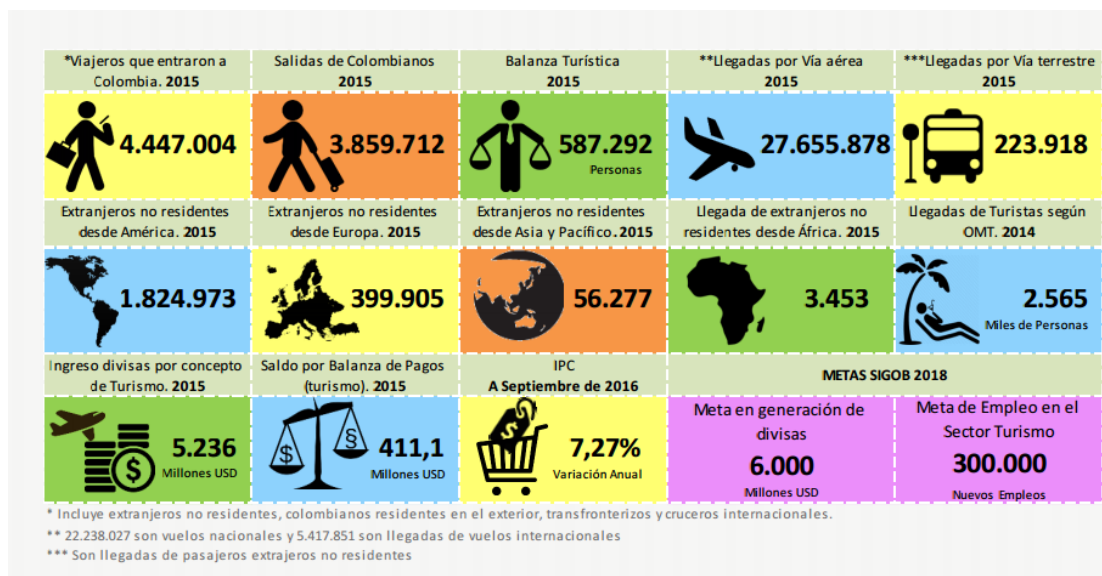 *Viajeros que entraron a
Colombia. 2015
Salidas de Colombianos
2015
Balanza Turística
2015
**Llegadas por Vía aérea
2015
***Llegadas por Vía terrestre
2015
4.447.004
3.859.712
587.292
Personas
27.655.878
223.918
Extranjeros no residentes
desde América. 2015
Extranjeros no residentes
desde Europa. 2015
Extranjeros no residentes
desde Asia y Pacífico. 2015
Llegada de extranjeros no
residentes desde África. 2015
Llegadas de Turistas según
OMT. 2014
1.824.973
399.905
56.277
3.453
2.565
Miles de Personas
Ingreso divisas por concepto
de Turismo. 2015
Saldo por Balanza de Pagos
(turismo). 2015
IPC
A Septiembre de 2016
METAS SIGOB 2018
$
5.236
Millones USD
$ §
411,1
Millones USD
$
7,27%
Variación Anual
Meta en generación de
divisas
6.000
Millones USD
Meta de Empleo en el
Sector Turismo
300.000
Nuevos Empleos
* Incluye extranjeros no residentes, colombianos residentes en el exterior, transfronterizos y cruceros internacionales.
** 22.238.027 son vuelos nacionales y 5.417.851 son llegadas de vuelos internacionales
*** Son llegadas de pasajeros extrajeros no residentes